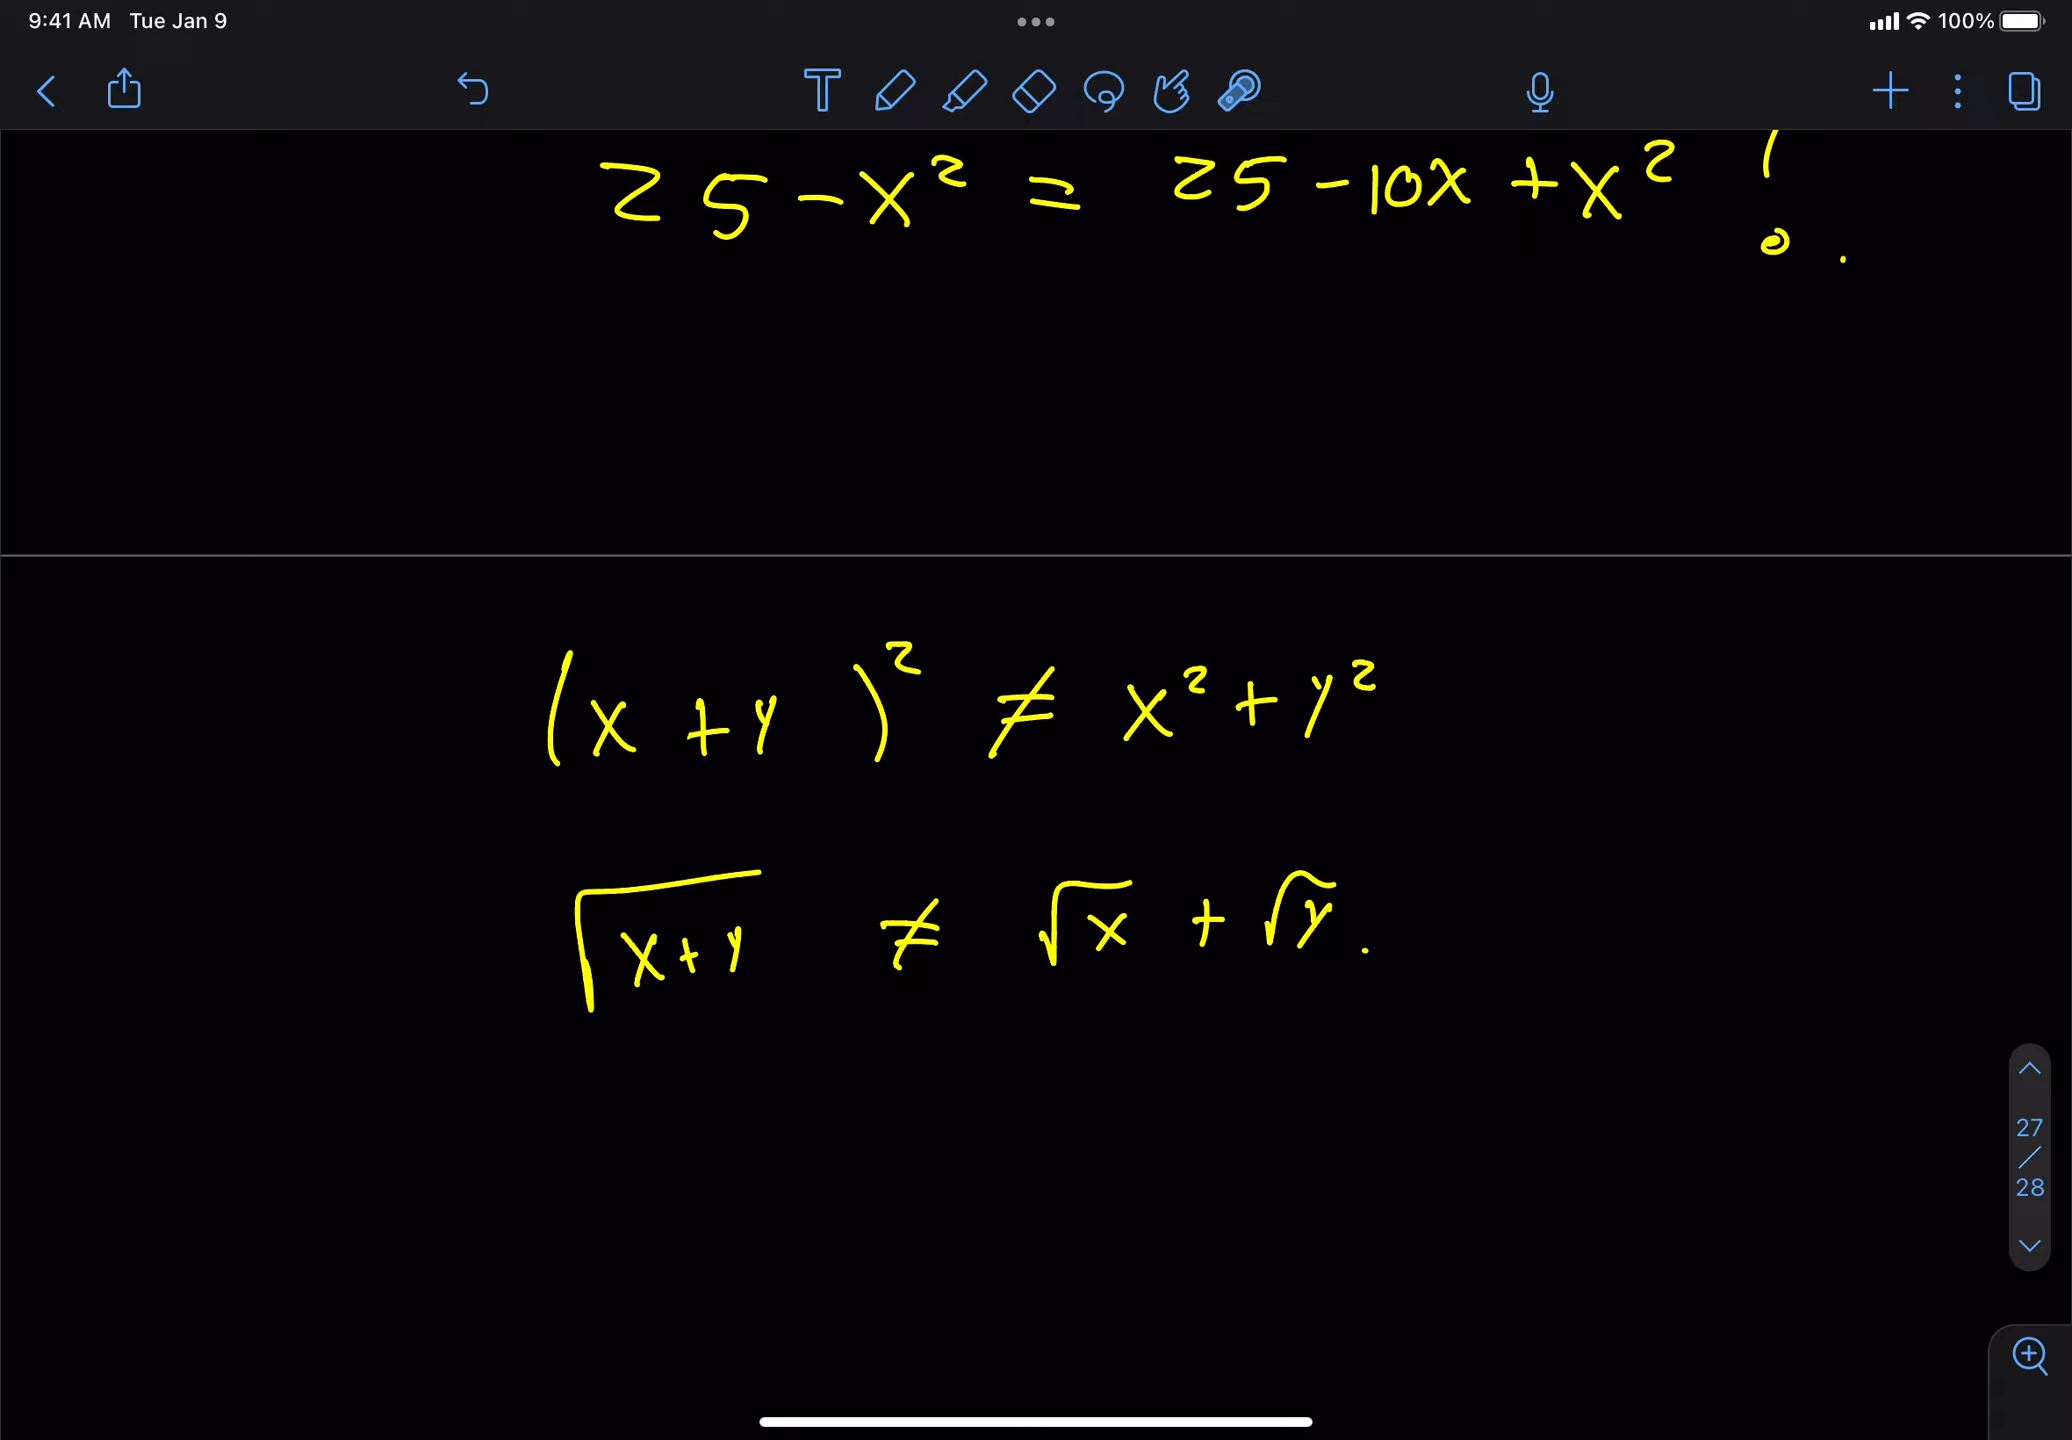 9:41 AM Tue Jan 9
100%
25 - x² = 25 - 10x + x² !
(x + y)² ≠ x² + y²
√(x+y) ≠ √x + √y .
27
/
28